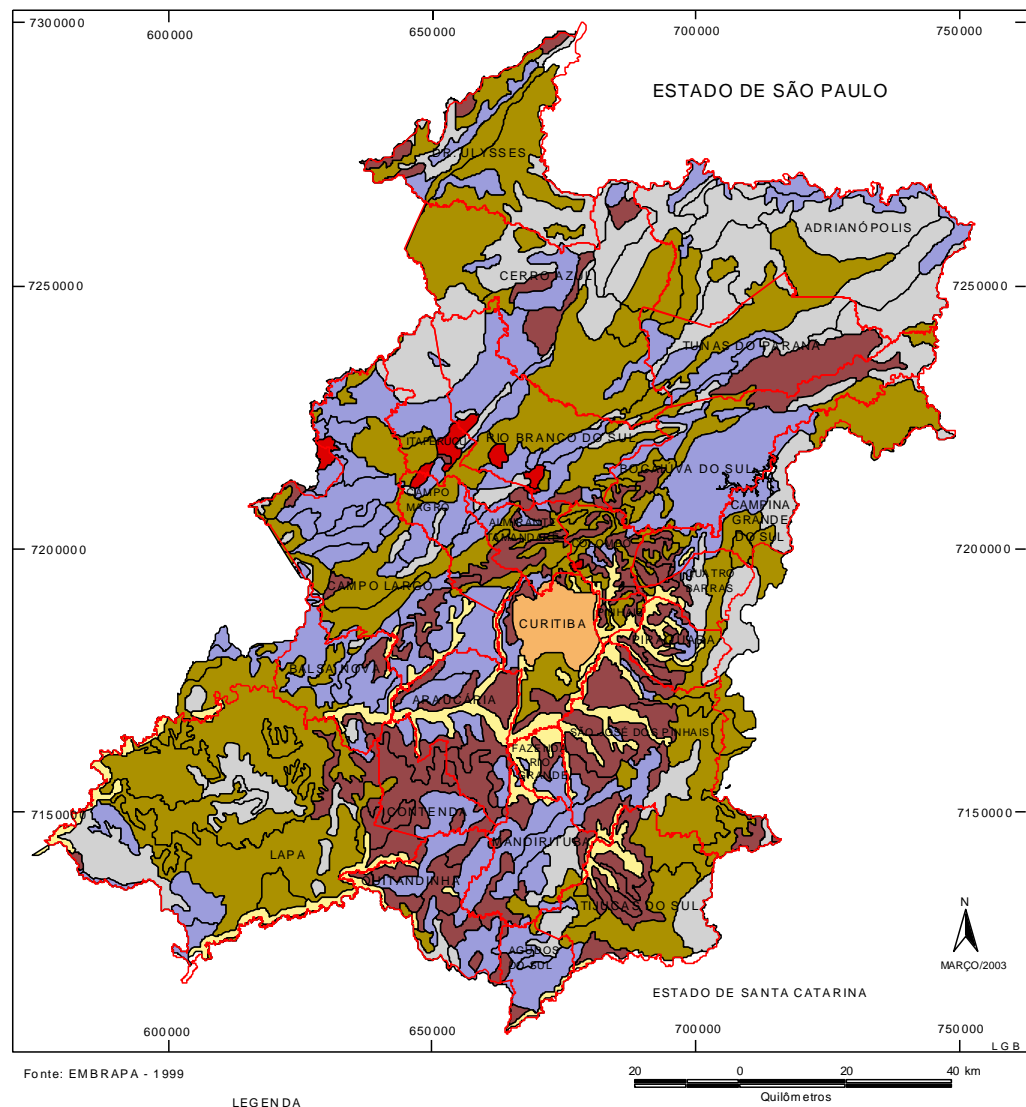 7300000
600000
650000
700000
750000
ESTADO DE SÃO PAULO
DR. ULYSSES
ADRIANÓPOLIS
CERRO AZUL
7250000
7250000
TUNAS DO PARANÁ
ITAPERUÇU
RIO BRANCO DO SUL
BOCAIÚVA DO SUL
CAMPO
MAGRO
CAMPINA
GRANDE
DO SUL
ALMIRANTE
TAMANDARÉ
COLOMBO
7200000
7200000
QUATRO
BARRAS
CAMPO LARGO
PINHAIS
CURITIBA
PIRAQUARA
BALSA NOVA
ARAUCÁRIA
SÃO JOSÉ DOS PINHAIS
FAZENDA
RIO
GRANDE
7150000
7150000
CONTENDA
MANDIRITUBA
LAPA
QUITANDINHA
TIJUCAS DO SUL
N
AGUDOS
DO SUL
MARÇO/2003
ESTADO DE SANTA CATARINA
600000
650000
700000
750000
LGB
Fonte: EMBRAPA - 1999
20
0
20
40 km
Quilômetros
LEGENDA